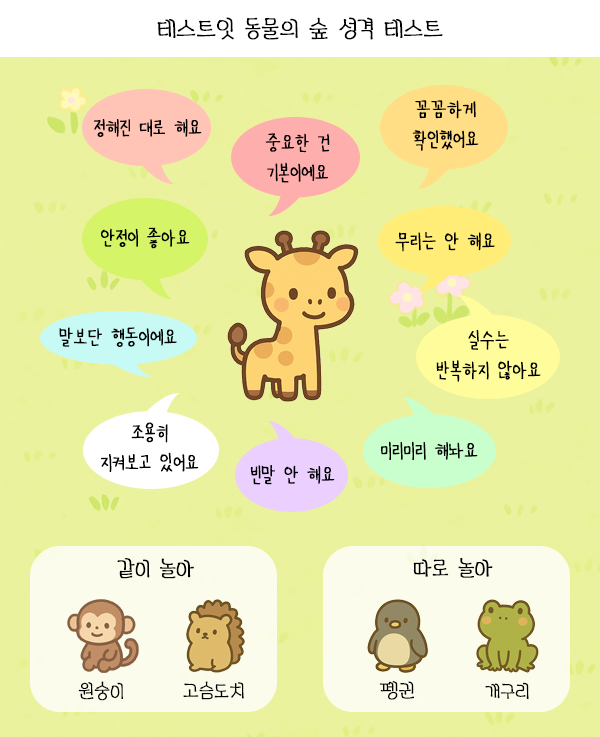 테스트잇 동물의 숲 성격 테스트
정해진 대로 해요
중요한 건
기본이에요
꼼꼼하게
확인했어요
안정이 좋아요
무리는 안 해요
말보단 행동이에요
실수는
반복하지 않아요
조용히
지켜보고 있어요
빈말 안 해요
미리미리 해놔요
같이 놀아
따로 놀아
원숭이
고슴도치
펭귄
개구리